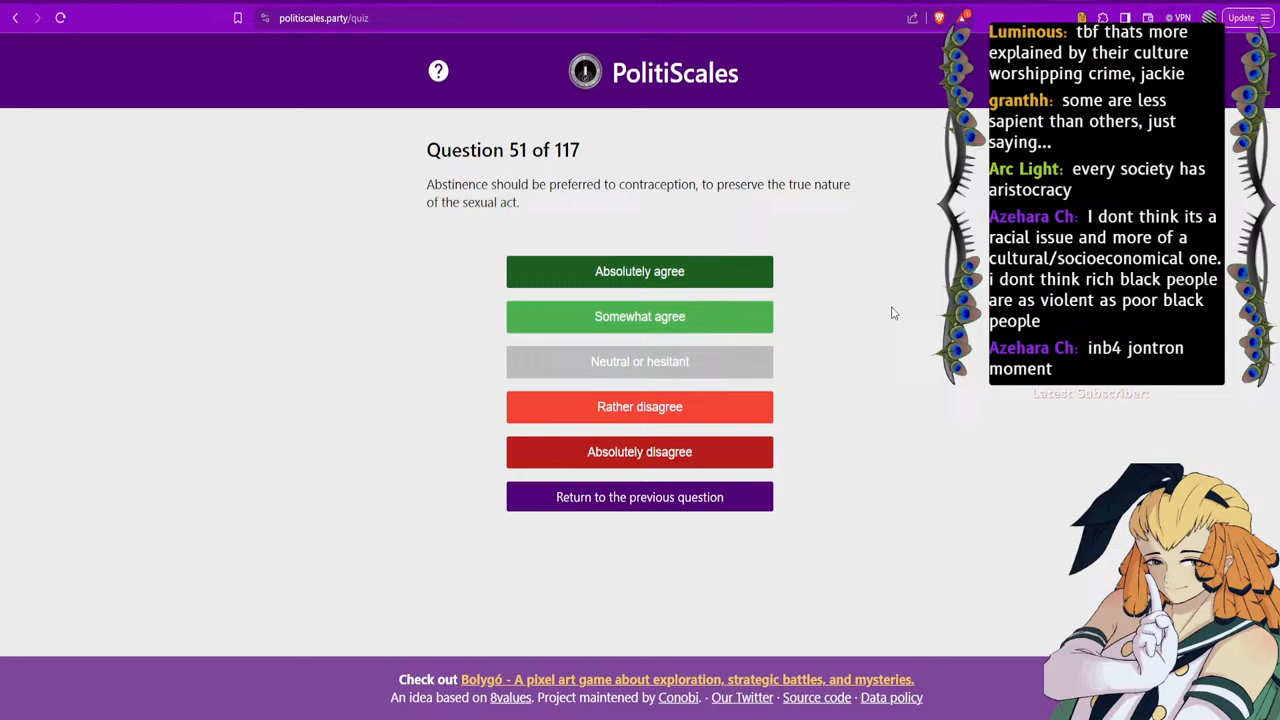 politiscales.party/quiz
VPN
Update
PolitiScales
Question 51 of 117
Abstinence should be preferred to contraception, to preserve the true nature
of the sexual act.
Absolutely agree
Somewhat agree
Neutral or hesitant
Rather disagree
Absolutely disagree
Return to the previous question
Luminous: tbf thats more
explained by their culture
worshipping crime, jackie
granthh: some are less
sapient than others, just
saying...
Arc Light: every society has
aristocracy
Azehara Ch: I dont think its a
racial issue and more of a
cultural/socioeconomical one.
i dont think rich black people
are as violent as poor black
people
Azehara Ch: inb4 jontron
moment
Latest Subscriber:
Check out Bolygó - A pixel art game about exploration, strategic battles, and mysteries.
An idea based on 8values. Project maintened by Conobi. · Our Twitter · Source code · Data policy